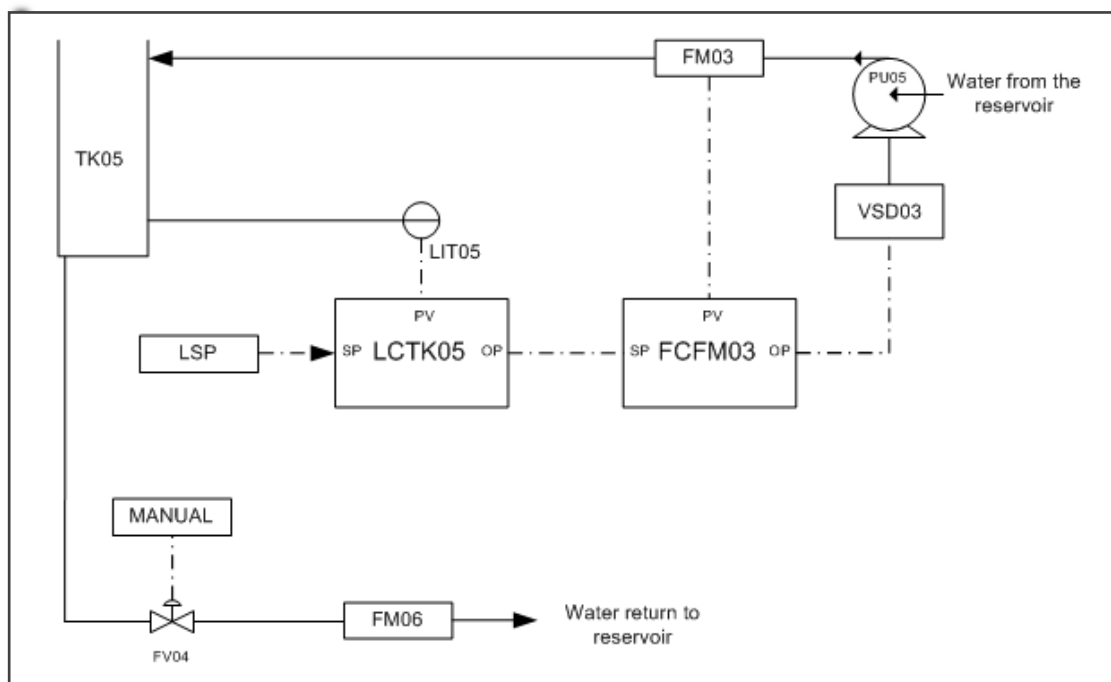 FM03
PU05
Water from the
reservoir
TK05
VSD03
LIT05
PV
PV
LSP
SP LCTK05 OP
SP FCFM03 OP
MANUAL
FM06
Water return to
reservoir
FV04